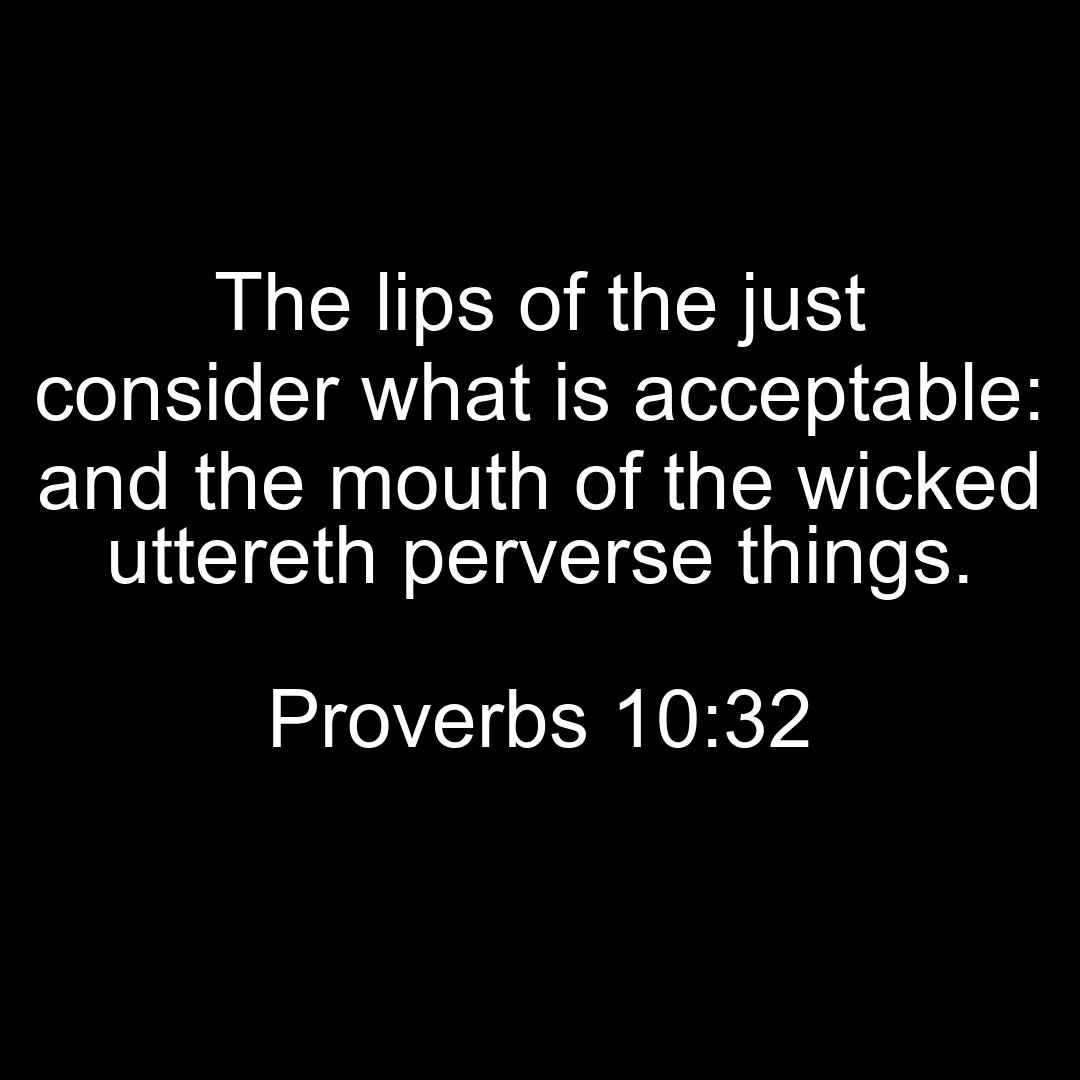 The lips of the just
consider what is acceptable:
and the mouth of the wicked
uttereth perverse things.
Proverbs 10:32